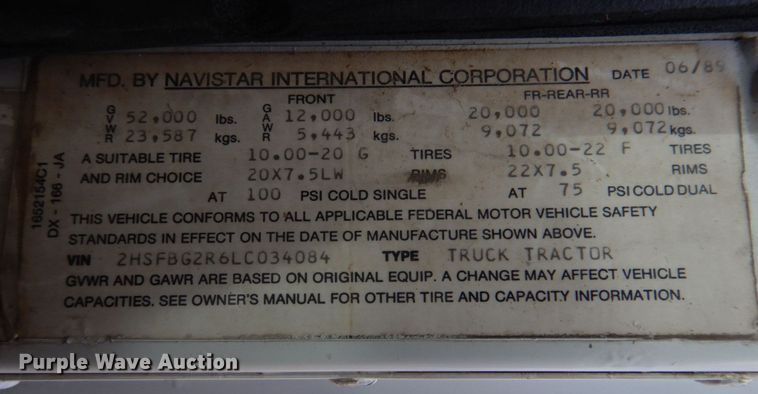 MFD. BY NAVISTAR INTERNATIONAL CORPORATION DATE 06/89
FRONT FR-REAR-RR
GVWR 52,000 lbs. GAWR 12,000 lbs. 20,000 20,000 lbs.
23,587 kgs. 5,443 kgs. 9,072 9,072 kgs.
A SUITABLE TIRE 10.00-20 G TIRES 10.00-22 F TIRES
AND RIM CHOICE 20X7.5LW RIMS 22X7.5 RIMS
AT 100 PSI COLD SINGLE AT 75 PSI COLD DUAL
THIS VEHICLE CONFORMS TO ALL APPLICABLE FEDERAL MOTOR VEHICLE SAFETY
STANDARDS IN EFFECT ON THE DATE OF MANUFACTURE SHOWN ABOVE.
VIN 2HSFBG2R6LC034084 TYPE TRUCK TRACTOR
GVWR AND GAWR ARE BASED ON ORIGINAL EQUIP. A CHANGE MAY AFFECT VEHICLE
CAPACITIES. SEE OWNER'S MANUAL FOR OTHER TIRE AND CAPACITY INFORMATION.
1652154C1
DX - 166 - JA
Purple Wave Auction